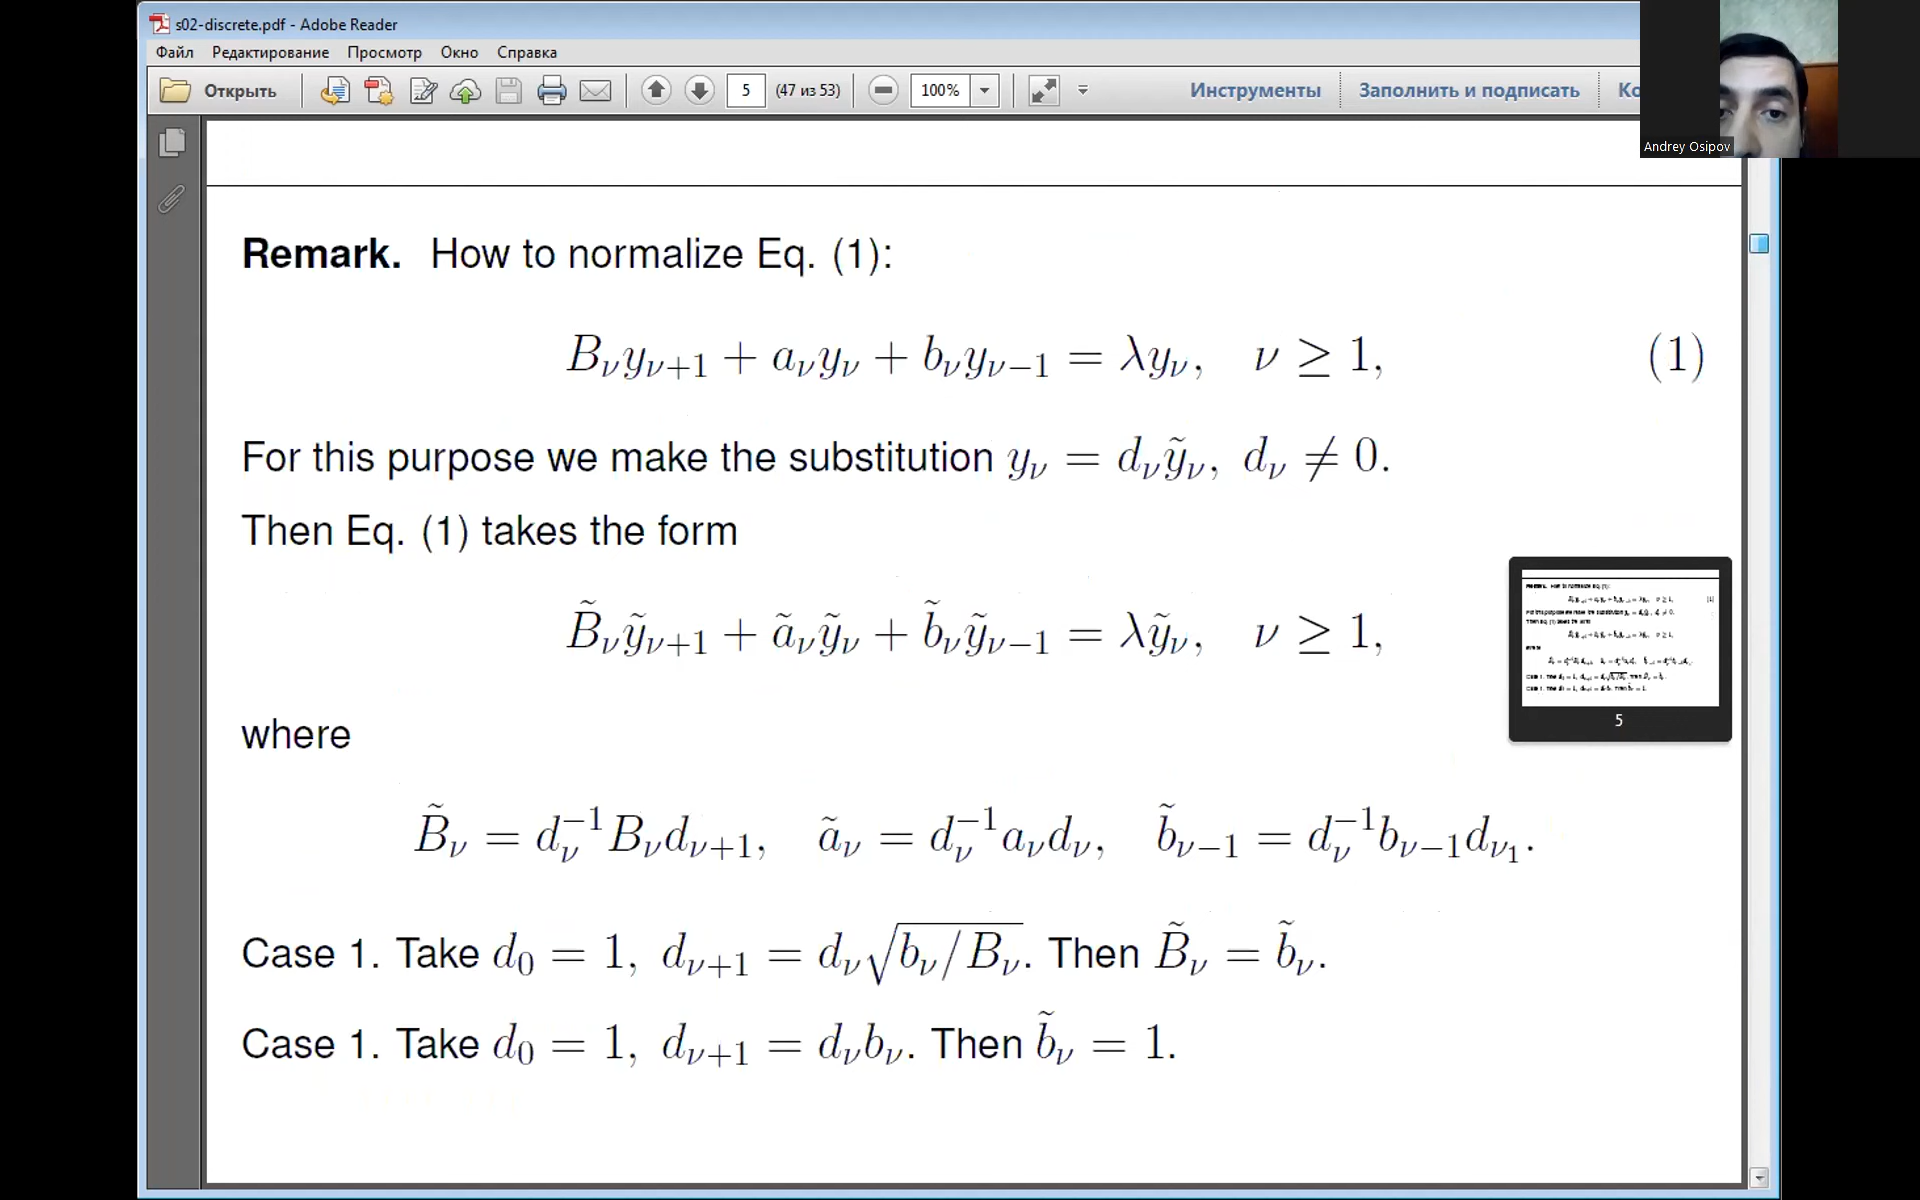 s02-discrete.pdf - Adobe Reader
Файл Редактирование Просмотр Окно Справка
Открыть 5 (47 из 53) 100% Инструменты Заполнить и подписать Ко
Andrey Osipov
Remark. How to normalize Eq. (1):
B_ν y_{ν+1} + a_ν y_ν + b_ν y_{ν−1} = λy_ν, ν ≥ 1, (1)
For this purpose we make the substitution y_ν = d_ν ỹ_ν, d_ν ≠ 0.
Then Eq. (1) takes the form
B̃_ν ỹ_{ν+1} + ã_ν ỹ_ν + b̃_ν ỹ_{ν−1} = λỹ_ν, ν ≥ 1,
where
B̃_ν = d_ν^{−1} B_ν d_{ν+1}, ã_ν = d_ν^{−1} a_ν d_ν, b̃_{ν−1} = d_ν^{−1} b_{ν−1} d_{ν_1}.
Case 1. Take d_0 = 1, d_{ν+1} = d_ν √(b_ν/B_ν). Then B̃_ν = b̃_ν.
Case 1. Take d_0 = 1, d_{ν+1} = d_ν b_ν. Then b̃_ν = 1.
5